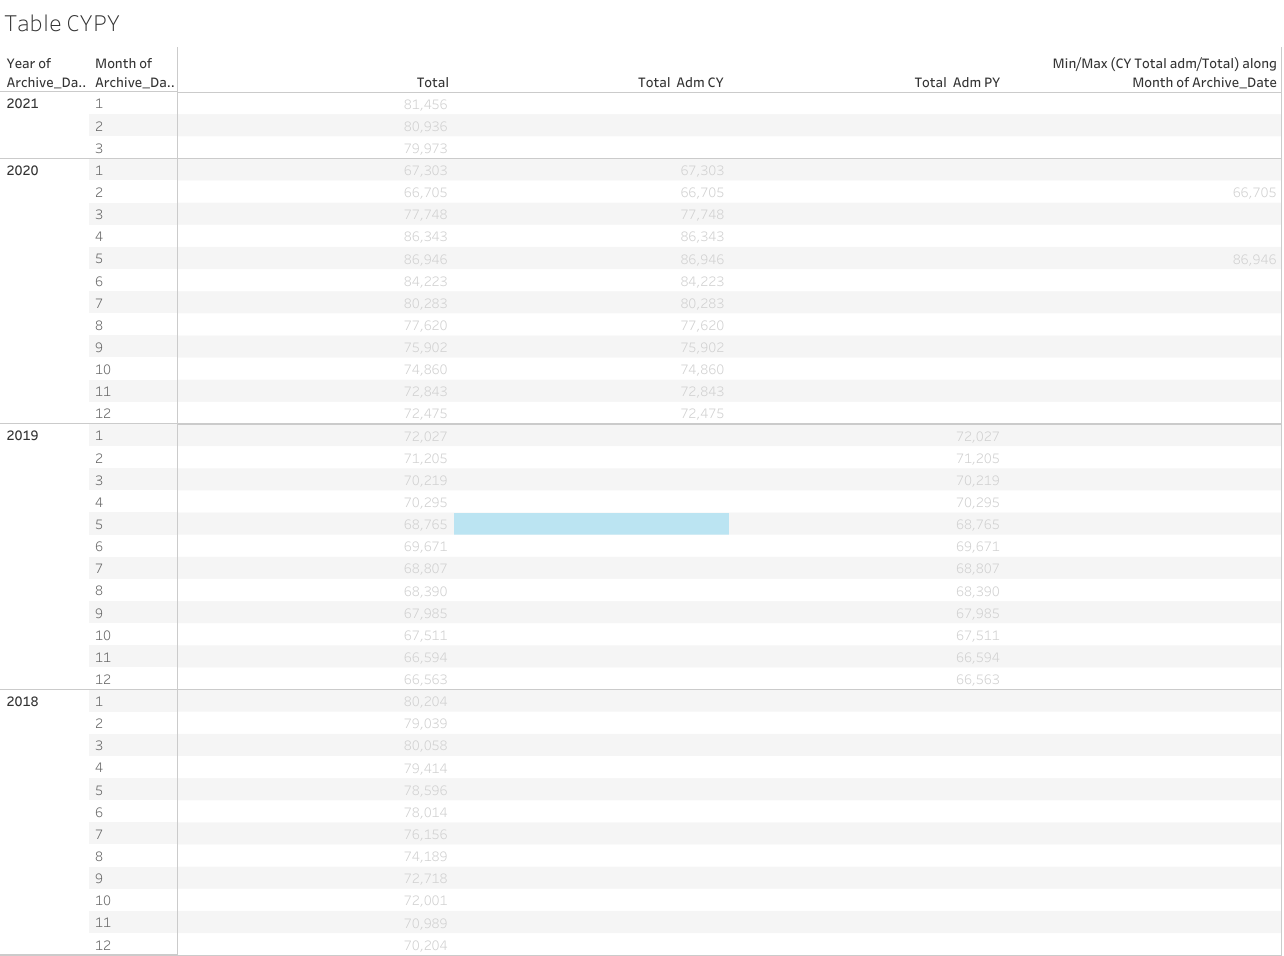 Table CYPY
Min/Max (CY Total adm/Total) along
Year of Month of
Archive_Da.. Archive_Da.. Total Total Adm CY Total Adm PY Month of Archive_Date
2021 1 81,456
2 80,936
3 79,973
2020 1 67,303 67,303
2 66,705 66,705 66,705
3 77,748 77,748
4 86,343 86,343
5 86,946 86,946 86,946
6 84,223 84,223
7 80,283 80,283
8 77,620 77,620
9 75,902 75,902
10 74,860 74,860
11 72,843 72,843
12 72,475 72,475
2019 1 72,027 72,027
2 71,205 71,205
3 70,219 70,219
4 70,295 70,295
5 68,765 68,765
6 69,671 69,671
7 68,807 68,807
8 68,390 68,390
9 67,985 67,985
10 67,511 67,511
11 66,594 66,594
12 66,563 66,563
2018 1 80,204
2 79,039
3 80,058
4 79,414
5 78,596
6 78,014
7 76,156
8 74,189
9 72,718
10 72,001
11 70,989
12 70,204